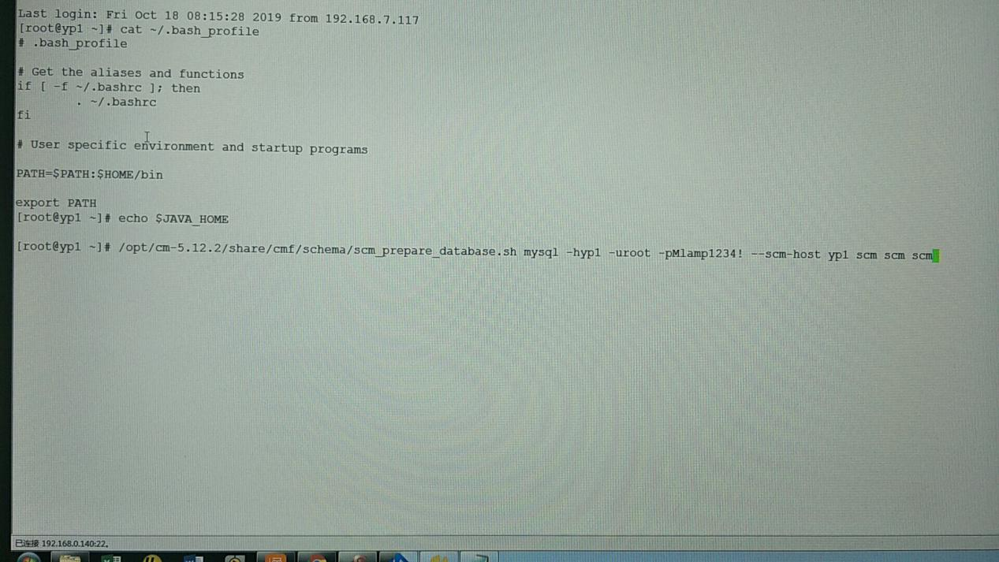 Last login: Fri Oct 18 08:15:28 2019 from 192.168.7.117
[root@yp1 ~]# cat ~/.bash_profile
# .bash_profile
# Get the aliases and functions
if [ -f ~/.bashrc ]; then
. ~/.bashrc
fi
# User specific environment and startup programs
PATH=$PATH:$HOME/bin
export PATH
[root@yp1 ~]# echo $JAVA_HOME
[root@yp1 ~]# /opt/cm-5.12.2/share/cmf/schema/scm_prepare_database.sh mysql -hyp1 -uroot -pMlamp1234! --scm-host yp1 scm scm scm
已连接 192.168.0.140:22。